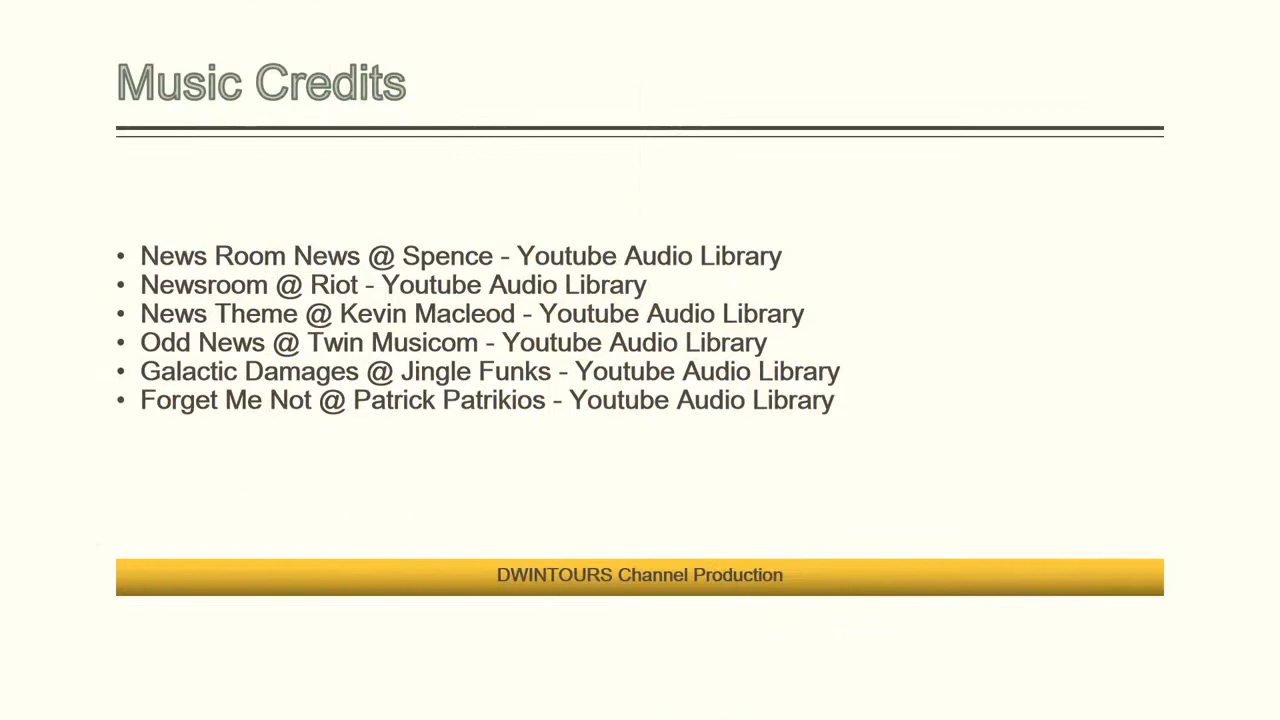 Music Credits
• News Room News @ Spence - Youtube Audio Library
• Newsroom @ Riot - Youtube Audio Library
• News Theme @ Kevin Macleod - Youtube Audio Library
• Odd News @ Twin Musicom - Youtube Audio Library
• Galactic Damages @ Jingle Funks - Youtube Audio Library
• Forget Me Not @ Patrick Patrikios - Youtube Audio Library
DWINTOURS Channel Production